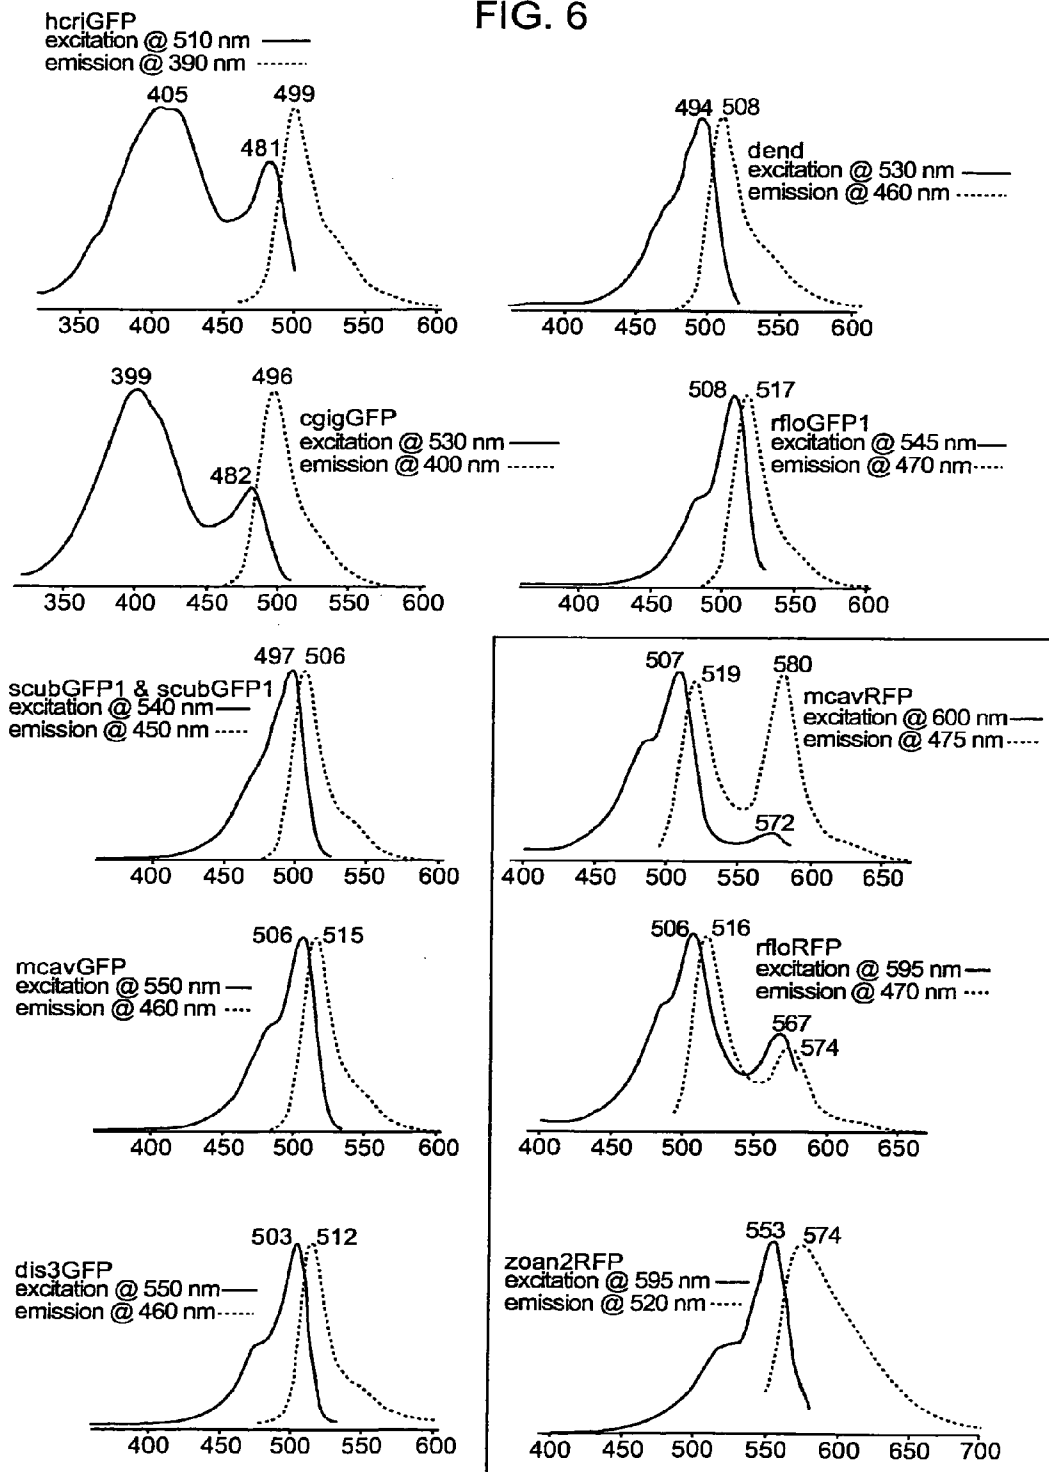 FIG. 6
hcriGFP
excitation @ 510 nm
emission @ 390 nm
405
499
481
350 400 450 500 550 600
494 508
dend
excitation @ 530 nm
emission @ 460 nm
400 450 500 550 600
399
496
482
cgigGFP
excitation @ 530 nm
emission @ 400 nm
350 400 450 500 550 600
508 517
rfloGFP1
excitation @ 545 nm
emission @ 470 nm
400 450 500 550 600
497 506
scubGFP1 & scubGFP1
excitation @ 540 nm
emission @ 450 nm
400 450 500 550 600
507
519
580
572
mcavRFP
excitation @ 600 nm
emission @ 475 nm
400 450 500 550 600 650
506 515
mcavGFP
excitation @ 550 nm
emission @ 460 nm
400 450 500 550 600
506 516
567
574
rfloRFP
excitation @ 595 nm
emission @ 470 nm
400 450 500 550 600 650
503 512
dis3GFP
excitation @ 550 nm
emission @ 460 nm
400 450 500 550 600
553 574
zoan2RFP
excitation @ 595 nm
emission @ 520 nm
400 450 500 550 600 650 700